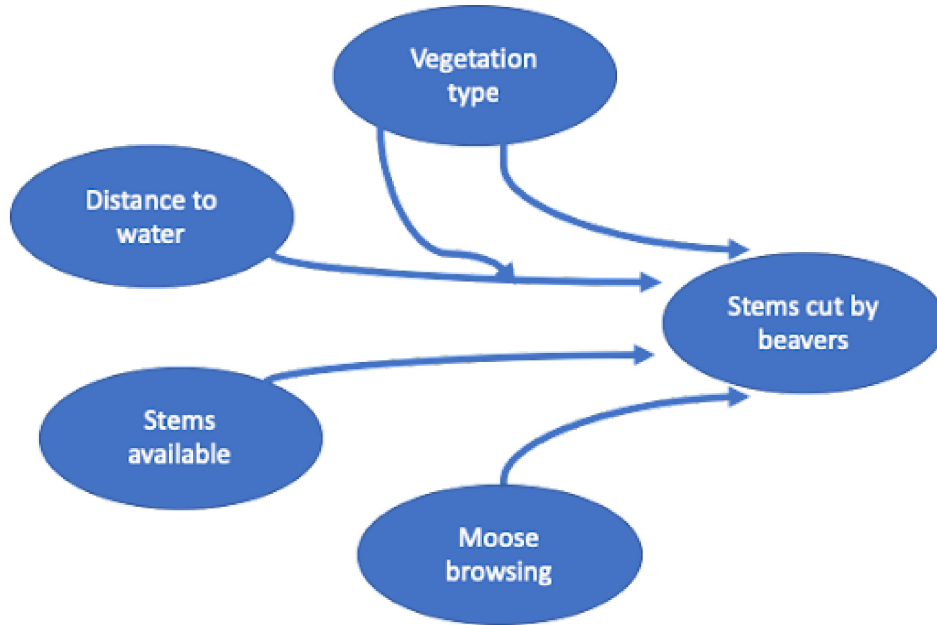 Vegetation
type
Distance to
water
Stems cut by
beavers
Stems
available
Moose
browsing